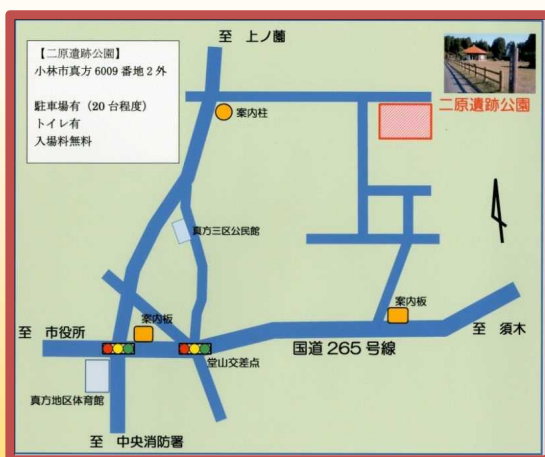 至 上ノ薗
【二原遺跡公園】
小林市真方 6009 番地 2 外
駐車場有(20 台程度)
トイレ有
入場料無料
二原遺跡公園
案内柱
真方三区公民館
案内板
案内板
至 市役所
至 須木
国道 265 号線
堂山交差点
真方地区体育館
至 中央消防署